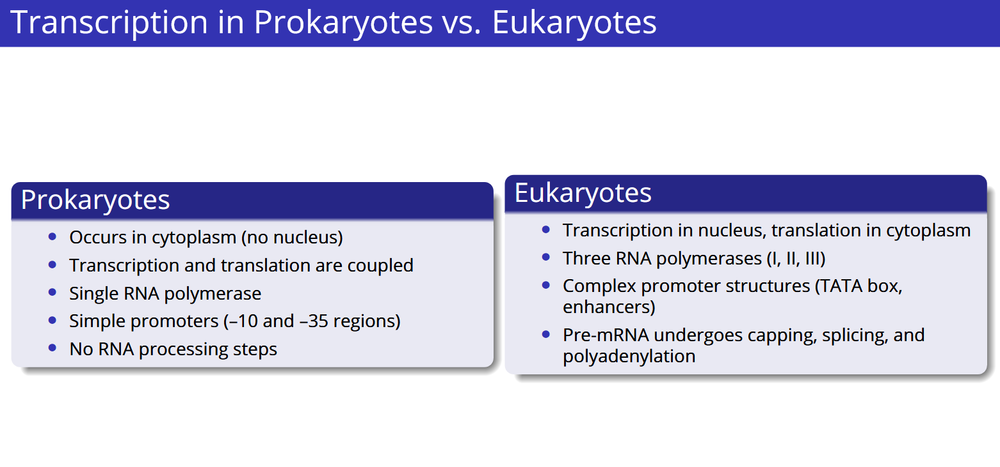 Transcription in Prokaryotes vs. Eukaryotes
Prokaryotes
• Occurs in cytoplasm (no nucleus)
• Transcription and translation are coupled
• Single RNA polymerase
• Simple promoters (–10 and –35 regions)
• No RNA processing steps
Eukaryotes
• Transcription in nucleus, translation in cytoplasm
• Three RNA polymerases (I, II, III)
• Complex promoter structures (TATA box,
enhancers)
• Pre-mRNA undergoes capping, splicing, and
polyadenylation